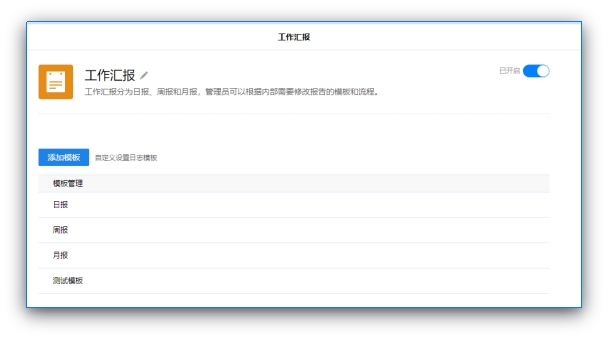 工作汇报
工作汇报
已开启
工作汇报分为日报、周报和月报，管理员可以根据内部需要修改报告的模板和流程。
添加模板 自定义设置日志模板
模板管理
日报
周报
月报
测试模板